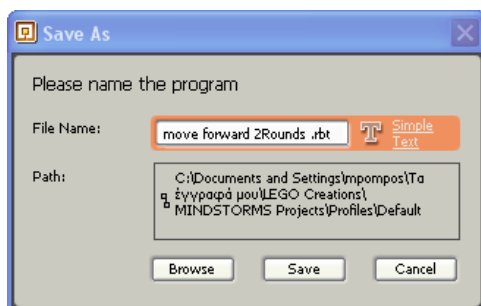 Save As
Please name the program
File Name:
move forward 2Rounds .rbt
Simple
Text
Path:
C:\Documents and Settings\mpompos\Τα
έγγραφά μου\LEGO Creations\
MINDSTORMS Projects\Profiles\Default
Browse
Save
Cancel